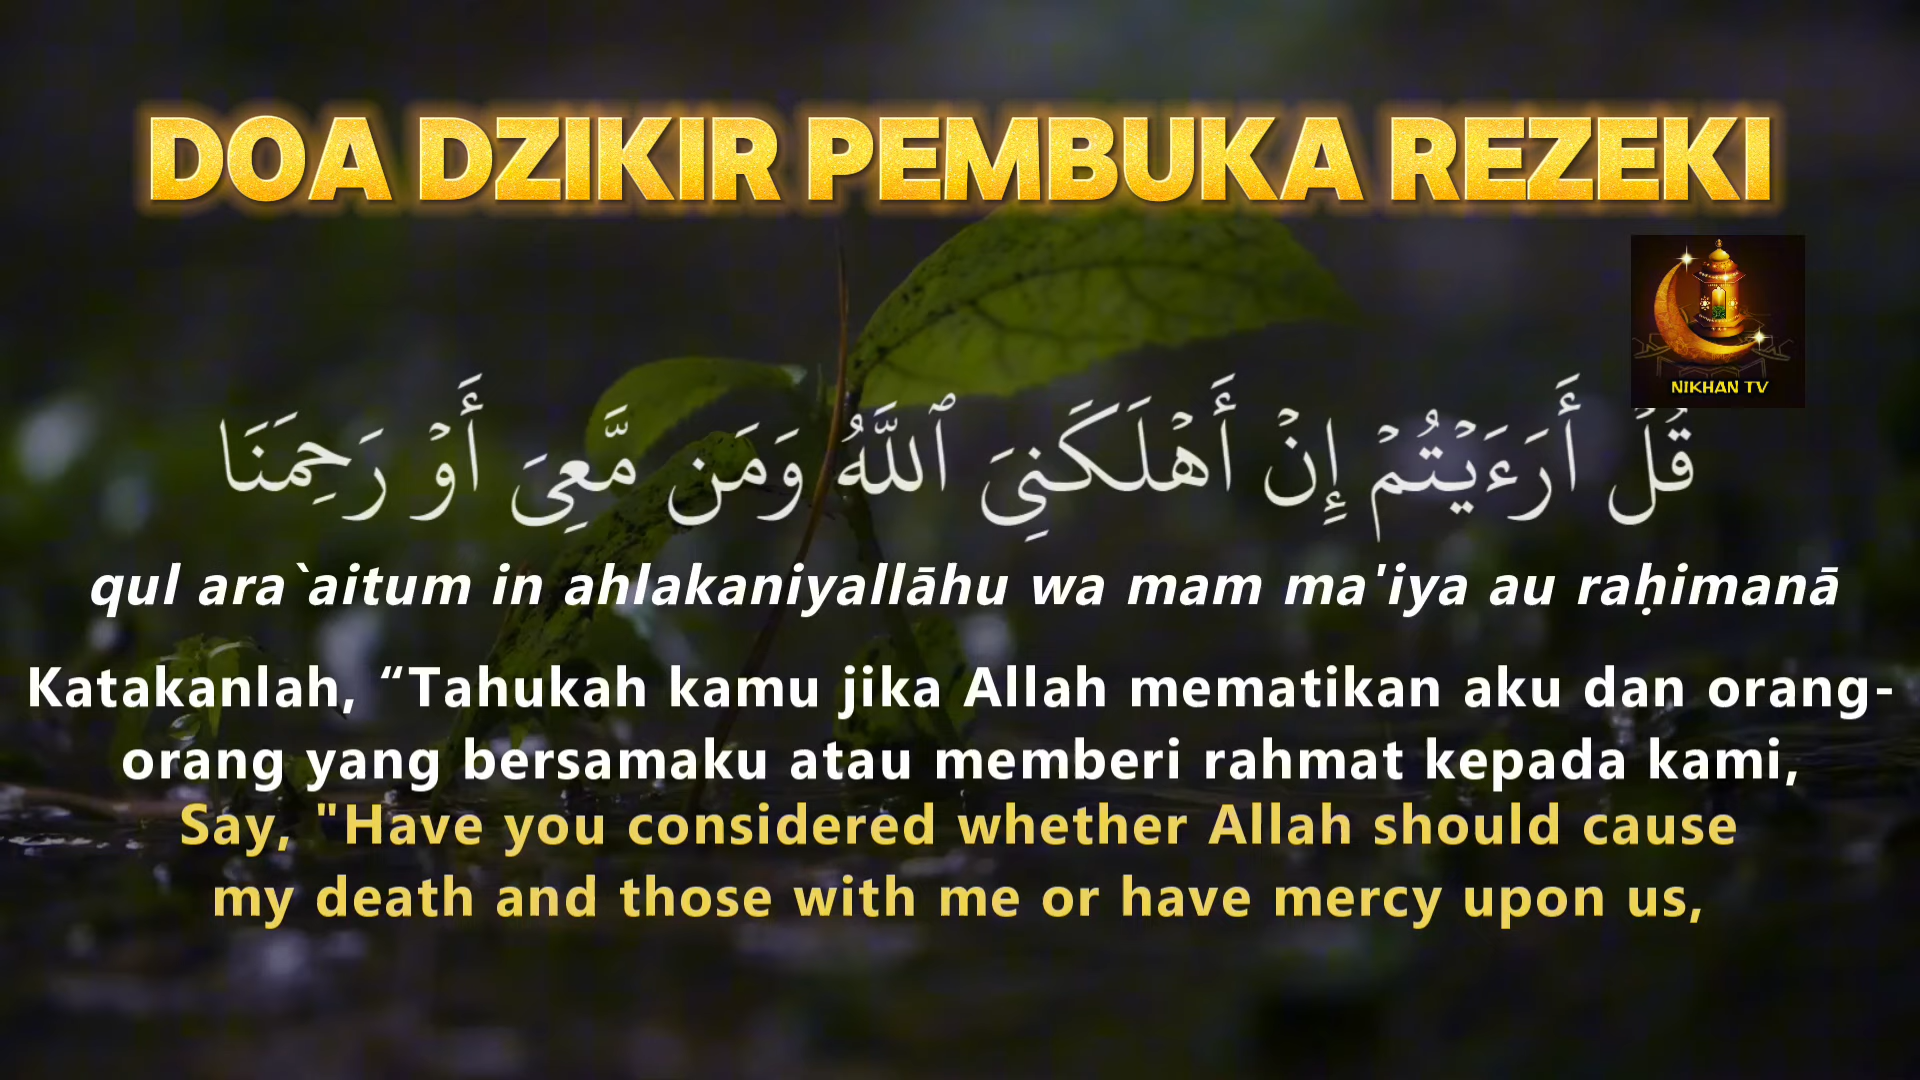 DOA DZIKIR PEMBUKA REZEKI
NIKHAN TV
قُلْ أَرَءَيْتُمْ إِنْ أَهْلَكَنِىَ ٱللَّهُ وَمَن مَّعِىَ أَوْ رَحِمَنَا
qul ara`aitum in ahlakaniyallāhu wa mam ma'iya au raḥimanā
Katakanlah, “Tahukah kamu jika Allah mematikan aku dan orang-
orang yang bersamaku atau memberi rahmat kepada kami,
Say, "Have you considered whether Allah should cause
my death and those with me or have mercy upon us,